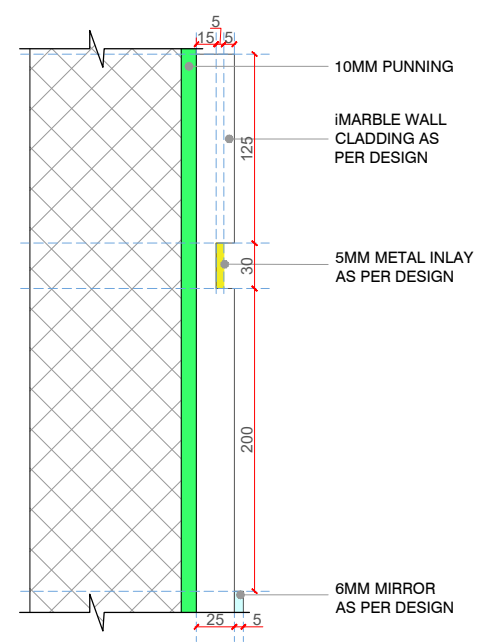 5
15 5
10MM PUNNING
iMARBLE WALL
CLADDING AS
PER DESIGN
125
5MM METAL INLAY
AS PER DESIGN
30
200
6MM MIRROR
AS PER DESIGN
25 5